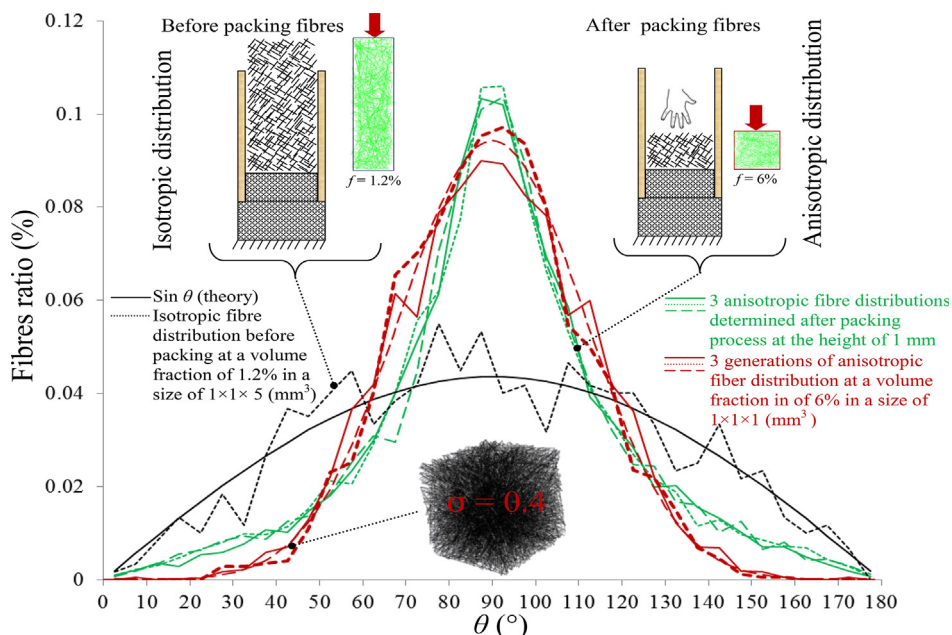 0.12
0.1
0.08
0.06
0.04
0.02
0
Fibres ratio (%)
Before packing fibres
After packing fibres
Isotropic distribution
Anisotropic distribution
f = 1.2%
f = 6%
Sin θ (theory)
Isotropic fibre
distribution before
packing at a volume
fraction of 1.2% in a
size of 1×1× 5 (mm³)
3 anisotropic fibre distributions
determined after packing
process at the height of 1 mm
3 generations of anisotropic
fiber distribution at a volume
fraction in of 6% in a size of
1×1×1 (mm³ )
σ = 0.4
0 10 20 30 40 50 60 70 80 90 100 110 120 130 140 150 160 170 180
θ (°)